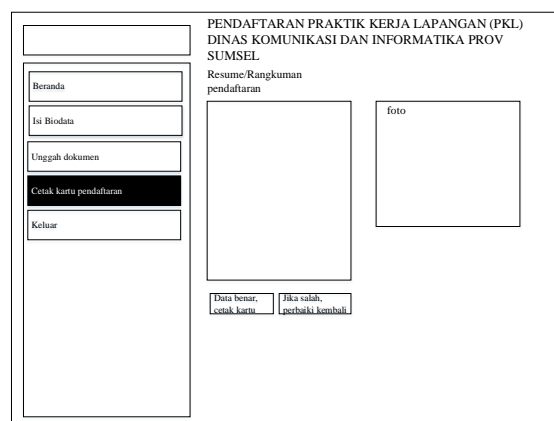 PENDAFTARAN PRAKTIK KERJA LAPANGAN (PKL)
DINAS KOMUNIKASI DAN INFORMATIKA PROV
SUMSEL
Resume/Rangkuman
pendaftaran
Beranda
Isi Biodata
Unggah dokumen
Cetak kartu pendaftaran
Keluar
foto
Data benar,
cetak kartu
Jika salah,
perbaiki kembali